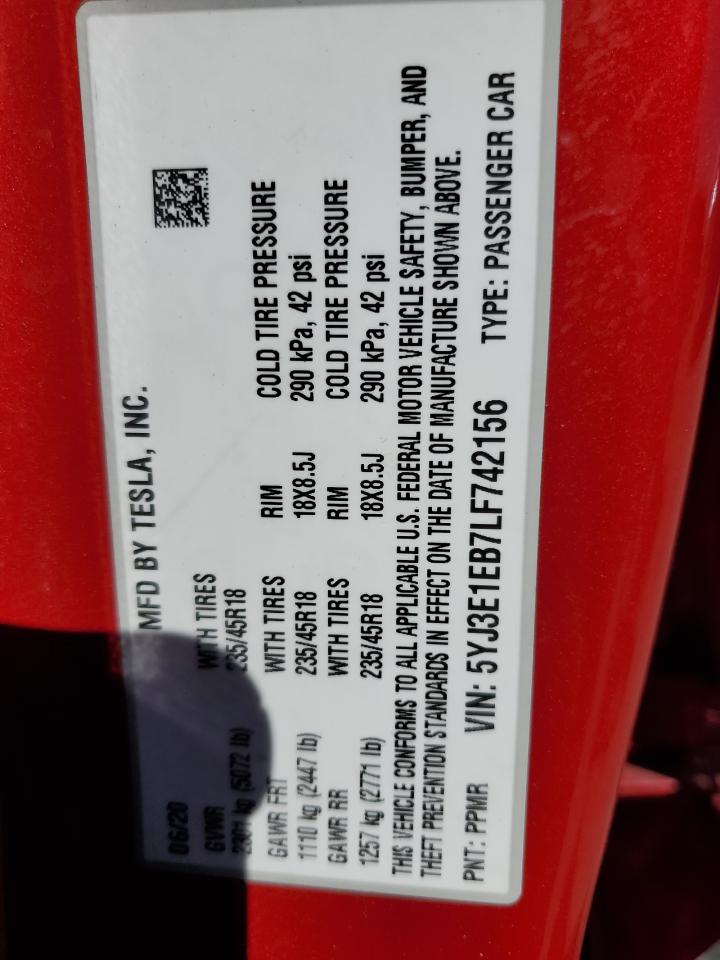 MFD BY TESLA, INC.
06/20
GVWR WITH TIRES
2301 kg (5072 lb) 235/45R18
GAWR FRT WITH TIRES RIM COLD TIRE PRESSURE
1110 kg (2447 lb) 235/45R18 18X8.5J 290 kPa, 42 psi
GAWR RR WITH TIRES RIM COLD TIRE PRESSURE
1257 kg (2771 lb) 235/45R18 18X8.5J 290 kPa, 42 psi
THIS VEHICLE CONFORMS TO ALL APPLICABLE U.S. FEDERAL MOTOR VEHICLE SAFETY, BUMPER, AND
THEFT PREVENTION STANDARDS IN EFFECT ON THE DATE OF MANUFACTURE SHOWN ABOVE.
PNT: PPMR VIN: 5YJ3E1EB7LF742156 TYPE: PASSENGER CAR